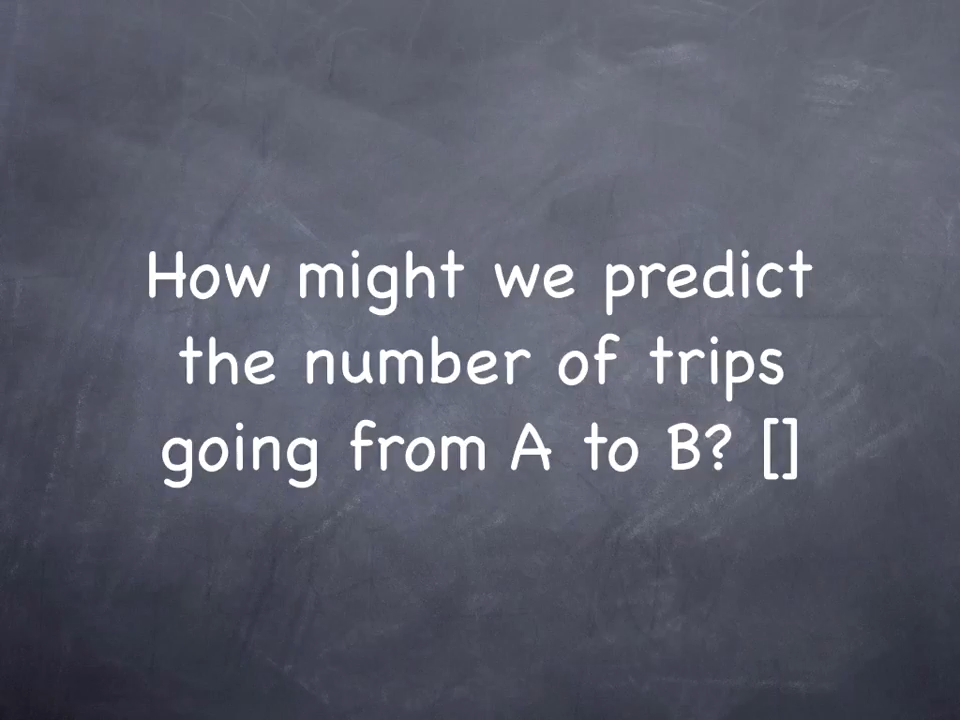 How might we predict
the number of trips
going from A to B? []